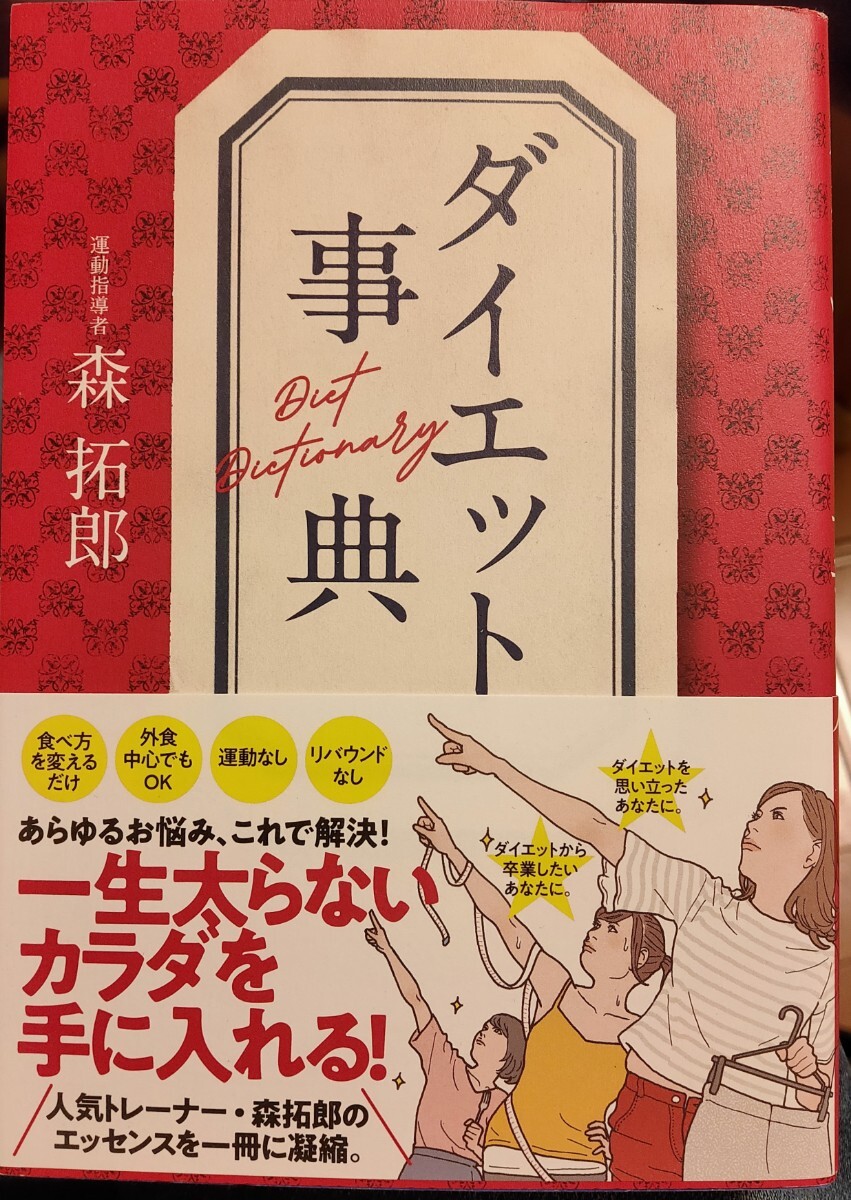 ダイエット
事典
Diet
Dictionary
運動指導者 森 拓郎
食べ方
を変える
だけ
外食
中心でも
OK
運動なし
リバウンド
なし
あらゆるお悩み、これで解決!
一生太らない
カラダを
手に入れる!
人気トレーナー・森拓郎の
エッセンスを一冊に凝縮。
ダイエットを
思い立った
あなたに。
ダイエットから
卒業したい
あなたに。